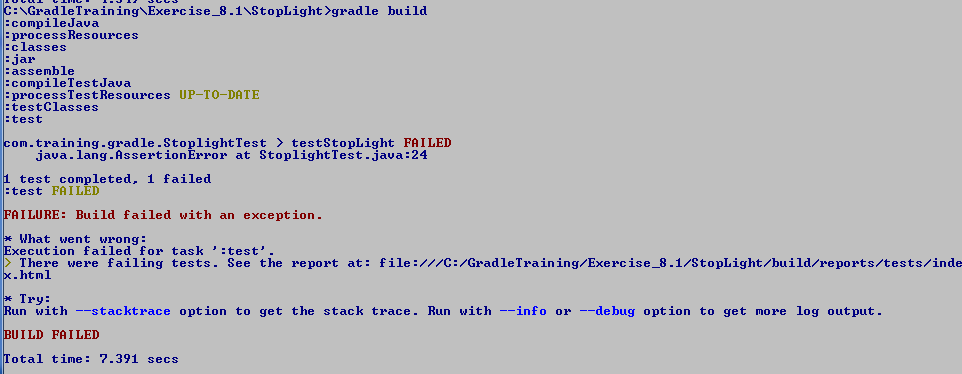 Total time: 4.347 secs
C:\GradleTraining\Exercise_8.1\StopLight>gradle build
:compileJava
:processResources
:classes
:jar
:assemble
:compileTestJava
:processTestResources UP-TO-DATE
:testClasses
:test
com.training.gradle.StoplightTest > testStopLight FAILED
java.lang.AssertionError at StoplightTest.java:24
1 test completed, 1 failed
:test FAILED
FAILURE: Build failed with an exception.
* What went wrong:
Execution failed for task ':test'.
> There were failing tests. See the report at: file:///C:/GradleTraining/Exercise_8.1/StopLight/build/reports/tests/inde
x.html
* Try:
Run with --stacktrace option to get the stack trace. Run with --info or --debug option to get more log output.
BUILD FAILED
Total time: 7.391 secs